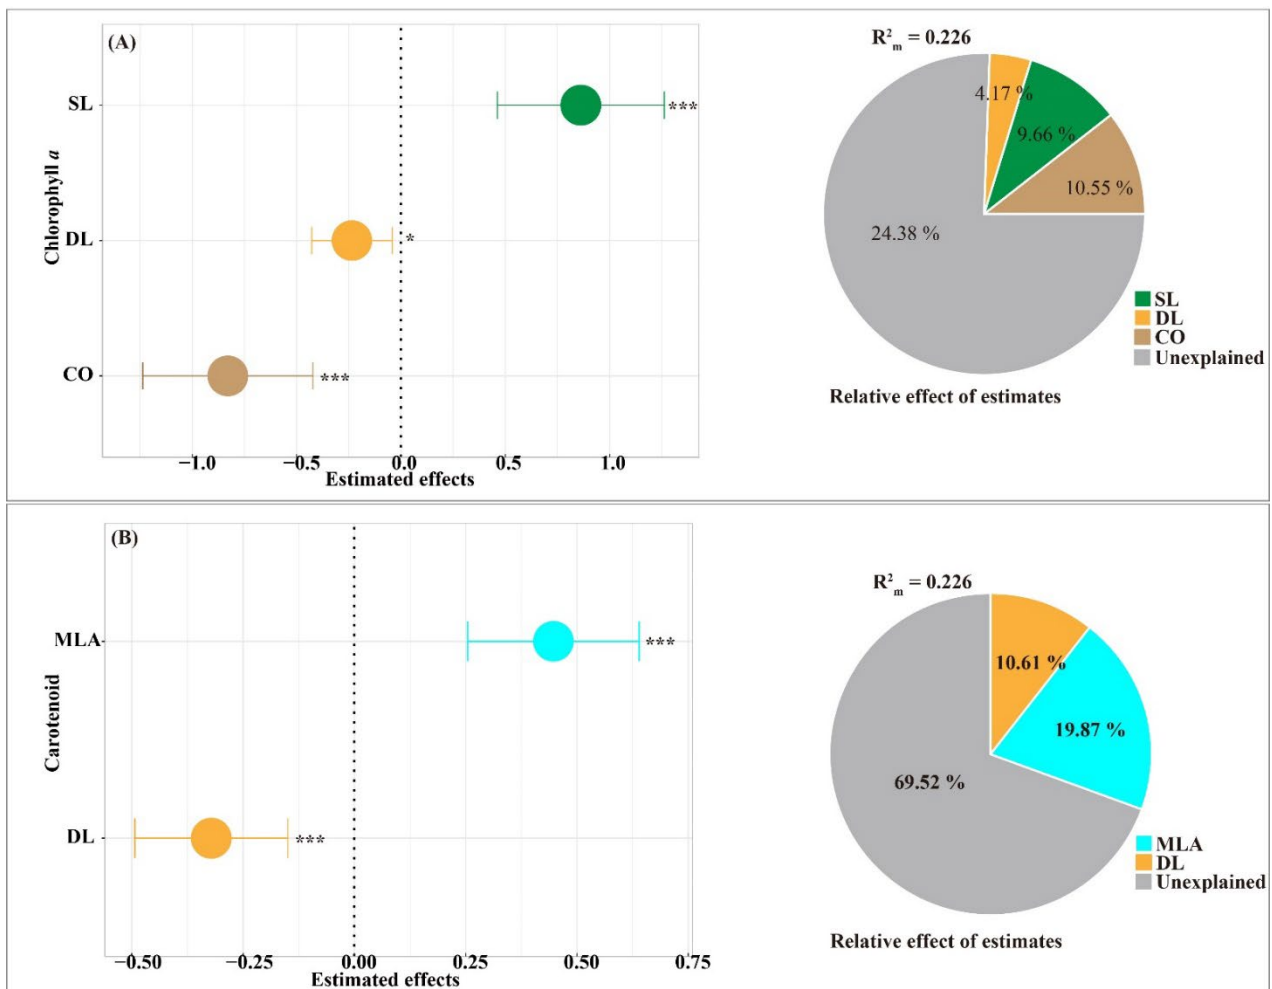 (A)
Chlorophyll a
SL
***
DL
*
CO
***
−1.0 −0.5 0.0 0.5 1.0
Estimated effects
R²m = 0.226
4.17 %
9.66 %
10.55 %
24.38 %
SL
DL
CO
Unexplained
Relative effect of estimates
(B)
Carotenoid
MLA
***
DL
***
−0.50 −0.25 0.00 0.25 0.50 0.75
Estimated effects
R²m = 0.226
10.61 %
19.87 %
69.52 %
MLA
DL
Unexplained
Relative effect of estimates